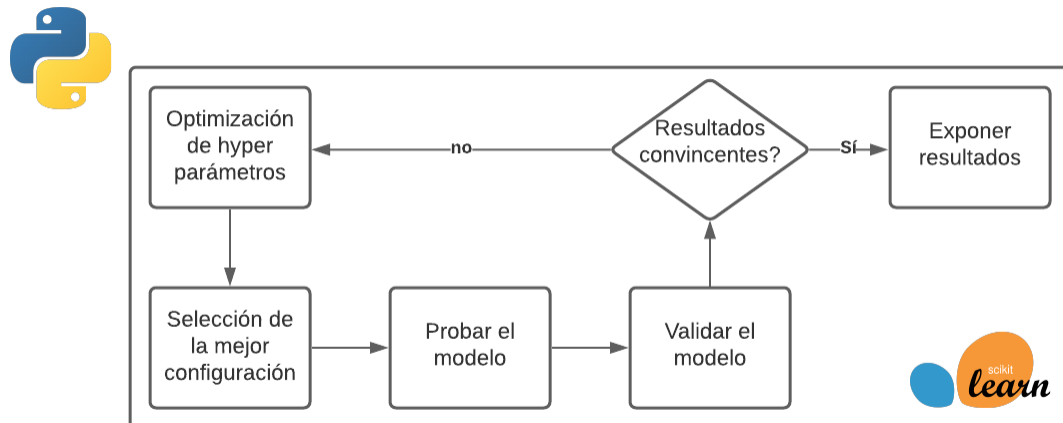 Optimización
de hyper
parámetros
no
Resultados
convincentes?
Sí
Exponer
resultados
Selección de
la mejor
configuración
Probar el
modelo
Validar el
modelo
scikit
learn